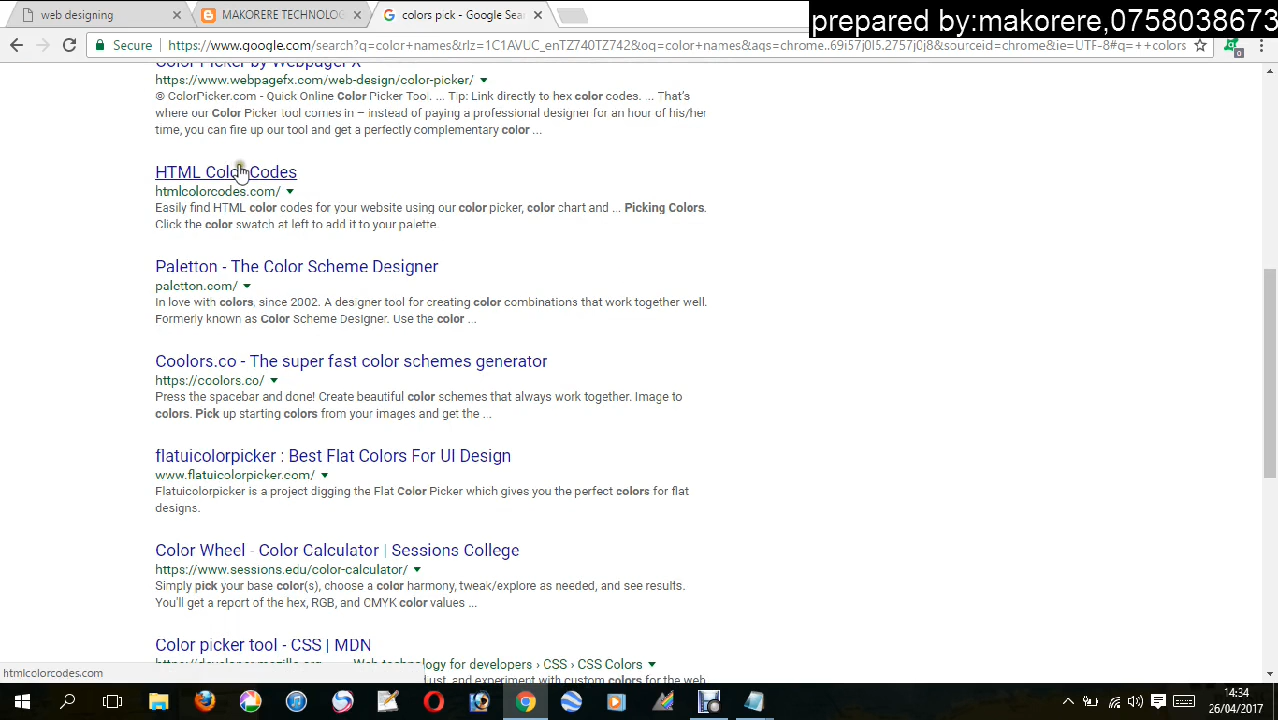 web designing
MAKORERE TECHNOLOG
colors pick - Google Sea
prepared by:makorere,0758038673
Secure
https://www.google.com/search?q=color+names&rlz=1C1AVUC_enTZ740TZ742&oq=color+names&aqs=chrome..69i57j0l5.2757j0j8&sourceid=chrome&ie=UTF-8#q=++colors
Color Picker by WebpageFX
https://www.webpagefx.com/web-design/color-picker/
© ColorPicker.com - Quick Online Color Picker Tool. ... Tip: Link directly to hex color codes. ... That's
where our Color Picker tool comes in – instead of paying a professional designer for an hour of his/her
time, you can fire up our tool and get a perfectly complementary color ...
HTML Color Codes
htmlcolorcodes.com/
Easily find HTML color codes for your website using our color picker, color chart and ... Picking Colors.
Click the color swatch at left to add it to your palette.
Paletton - The Color Scheme Designer
paletton.com/
In love with colors, since 2002. A designer tool for creating color combinations that work together well.
Formerly known as Color Scheme Designer. Use the color ...
Coolors.co - The super fast color schemes generator
https://coolors.co/
Press the spacebar and done! Create beautiful color schemes that always work together. Image to
colors. Pick up starting colors from your images and get the ...
flatuicolorpicker : Best Flat Colors For UI Design
www.flatuicolorpicker.com/
Flatuicolorpicker is a project digging the Flat Color Picker which gives you the perfect colors for flat
designs.
Color Wheel - Color Calculator | Sessions College
https://www.sessions.edu/color-calculator/
Simply pick your base color(s), choose a color harmony, tweak/explore as needed, and see results.
You'll get a report of the hex, RGB, and CMYK color values ...
Color picker tool - CSS | MDN
Web technology for developers › CSS › CSS Colors
and experiment with custom colors for the web
htmlcolorcodes.com
14:34
26/04/2017